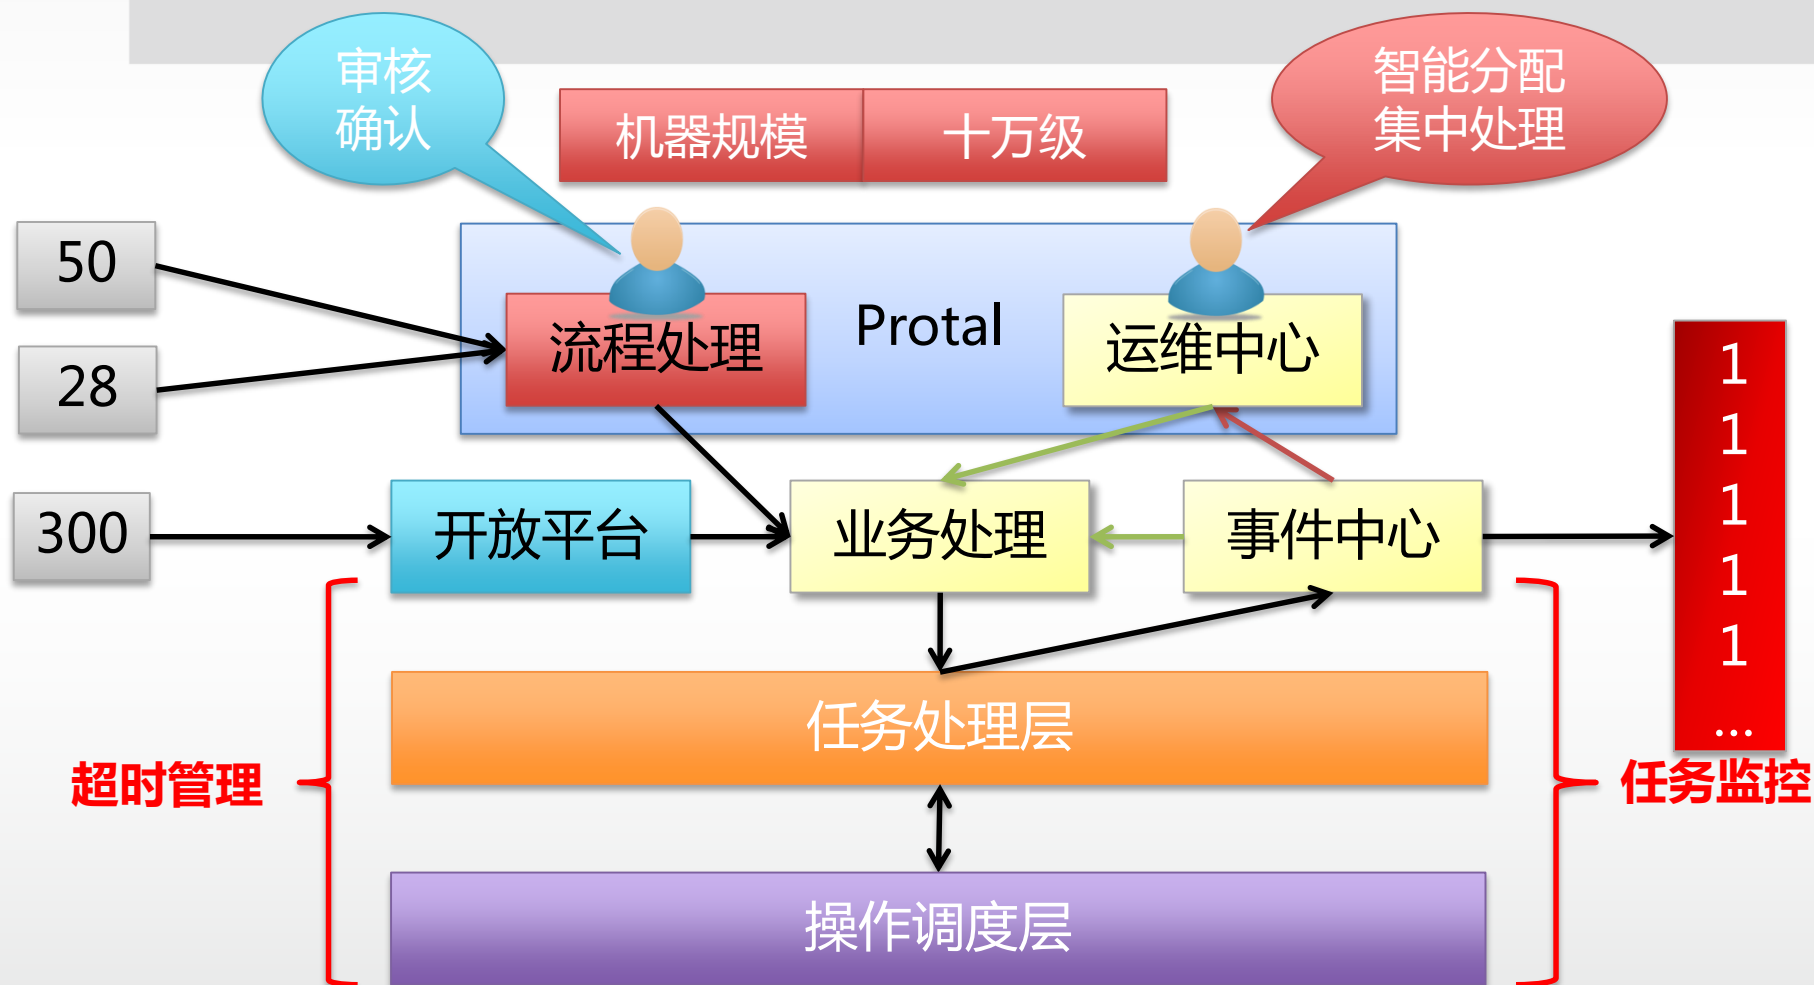 审核
确认
智能分配
集中处理
机器规模
十万级
50
28
300
Protal
流程处理
运维中心
开放平台
业务处理
事件中心
1
1
1
1
1
...
任务处理层
超时管理
任务监控
操作调度层